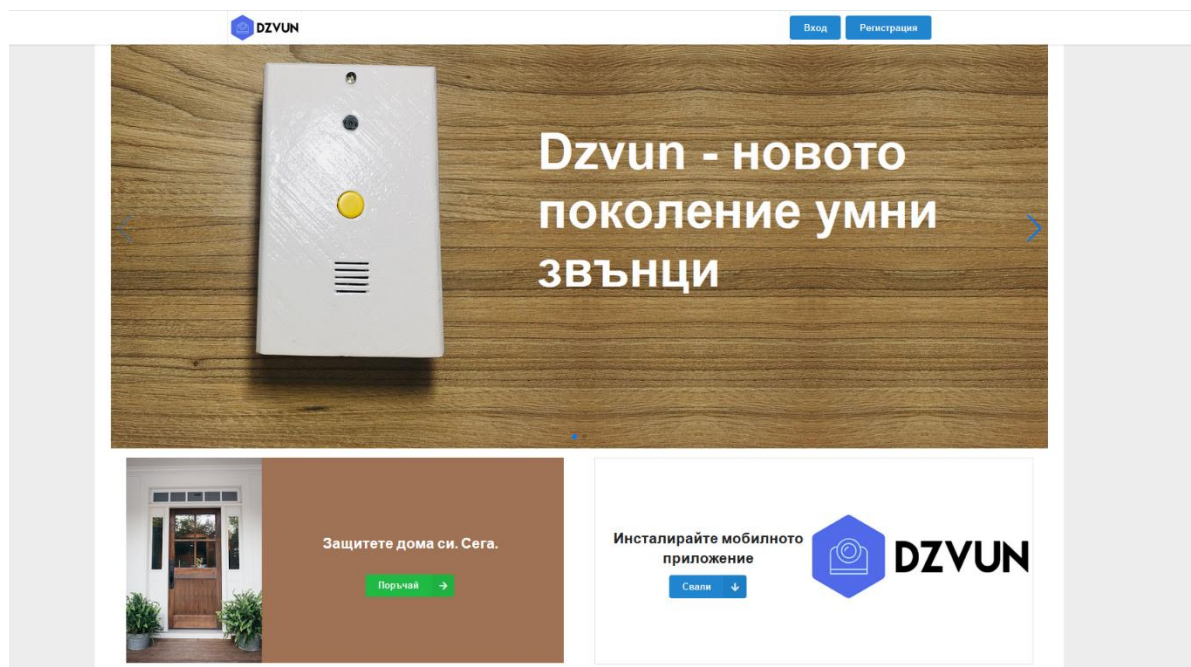 DZVUN
Вход
Регистрация
Dzvun - новото
поколение умни
звънци
Защитете дома си. Сега.
Поръчай
Инсталирайте мобилното
приложение
Свали
DZVUN